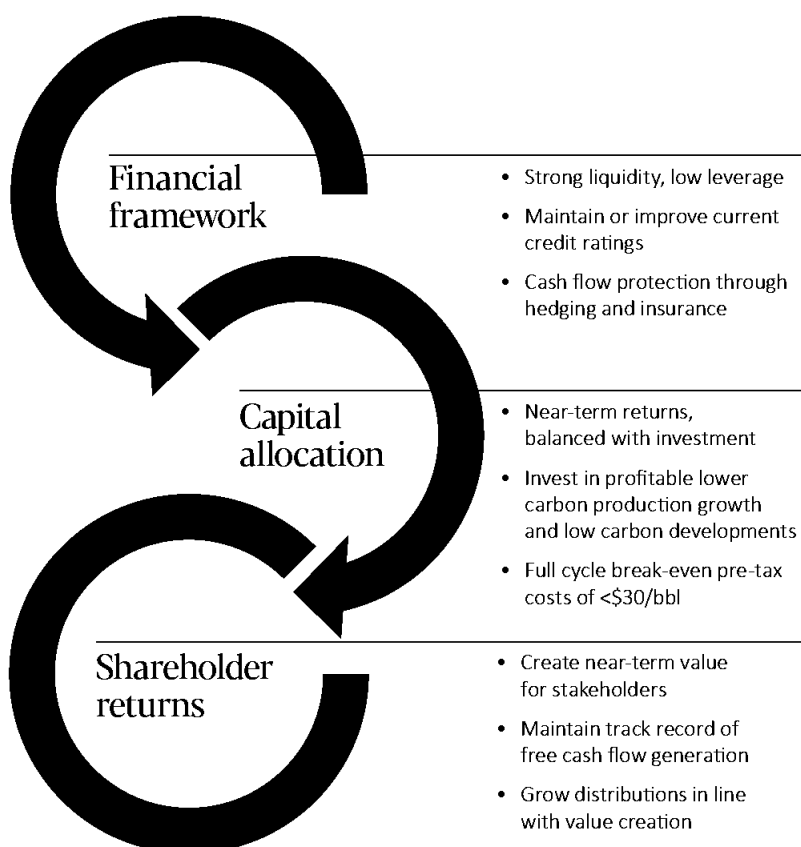 Financial
framework
• Strong liquidity, low leverage
• Maintain or improve current
credit ratings
• Cash flow protection through
hedging and insurance
Capital
allocation
• Near-term returns,
balanced with investment
• Invest in profitable lower
carbon production growth
and low carbon developments
• Full cycle break-even pre-tax
costs of <$30/bbl
Shareholder
returns
• Create near-term value
for stakeholders
• Maintain track record of
free cash flow generation
• Grow distributions in line
with value creation